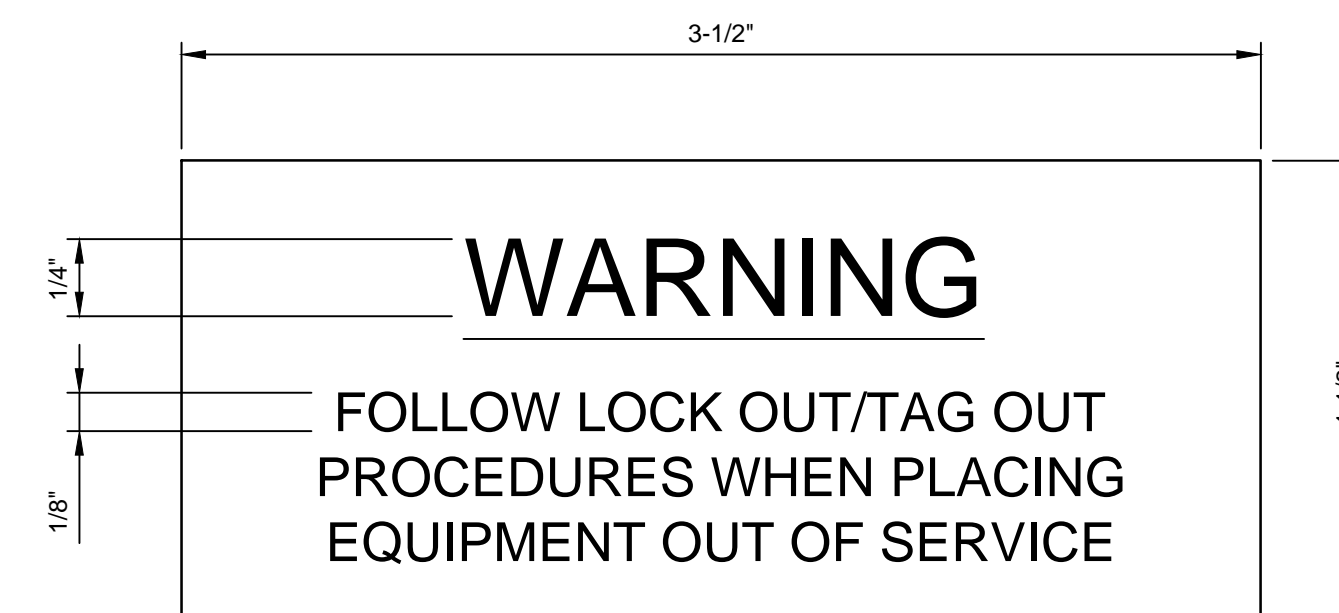 3-1/2"
WARNING
1/4"
FOLLOW LOCK OUT/TAG OUT
PROCEDURES WHEN PLACING
EQUIPMENT OUT OF SERVICE
1/8"